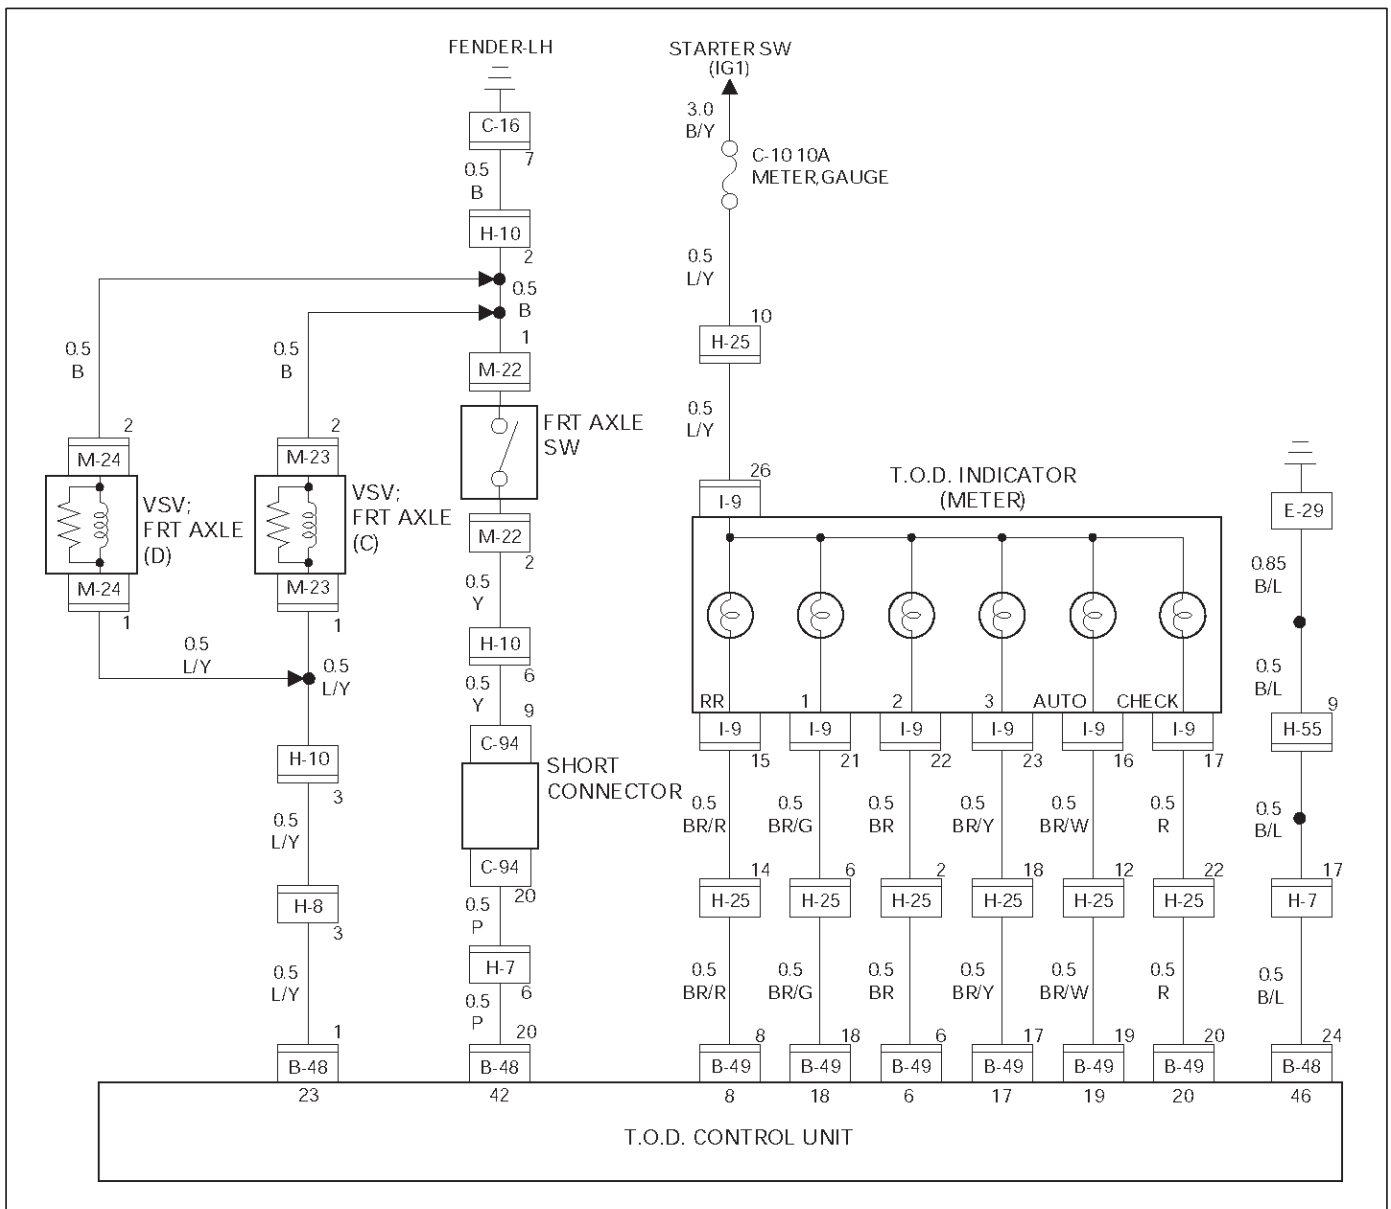 FENDER-LH
STARTER SW
(IG1)
3.0
B/Y
C-16
7
C-10 10A
METER,GAUGE
0.5
B
H-10
2
0.5
B
0.5
L/Y
1
10
H-25
0.5
B
0.5
B
M-22
FRT AXLE
SW
0.5
L/Y
2
M-24
2
M-23
26
I-9
T.O.D. INDICATOR
(METER)
VSV;
FRT AXLE
(D)
VSV;
FRT AXLE
(C)
E-29
M-22
2
0.85
B/L
M-24
1
M-23
1
0.5
Y
0.5
L/Y
0.5
L/Y
H-10
6
0.5
Y
0.5
B/L
RR
1
2
3
AUTO
CHECK
9
9
C-94
I-9
I-9
I-9
I-9
I-9
I-9
H-55
15
21
22
23
16
17
H-10
3
SHORT
CONNECTOR
0.5
BR/R
0.5
BR/G
0.5
BR
0.5
BR/Y
0.5
BR/W
0.5
R
0.5
B/L
0.5
L/Y
C-94
20
14
6
2
18
12
22
17
H-25
H-25
H-25
H-25
H-25
H-25
H-7
H-8
3
0.5
P
H-7
6
0.5
L/Y
0.5
P
0.5
BR/R
0.5
BR/G
0.5
BR
0.5
BR/Y
0.5
BR/W
0.5
R
0.5
B/L
1
20
8
18
6
17
19
20
24
B-48
B-48
B-49
B-49
B-49
B-49
B-49
B-49
B-48
23
42
8
18
6
17
19
20
46
T.O.D. CONTROL UNIT